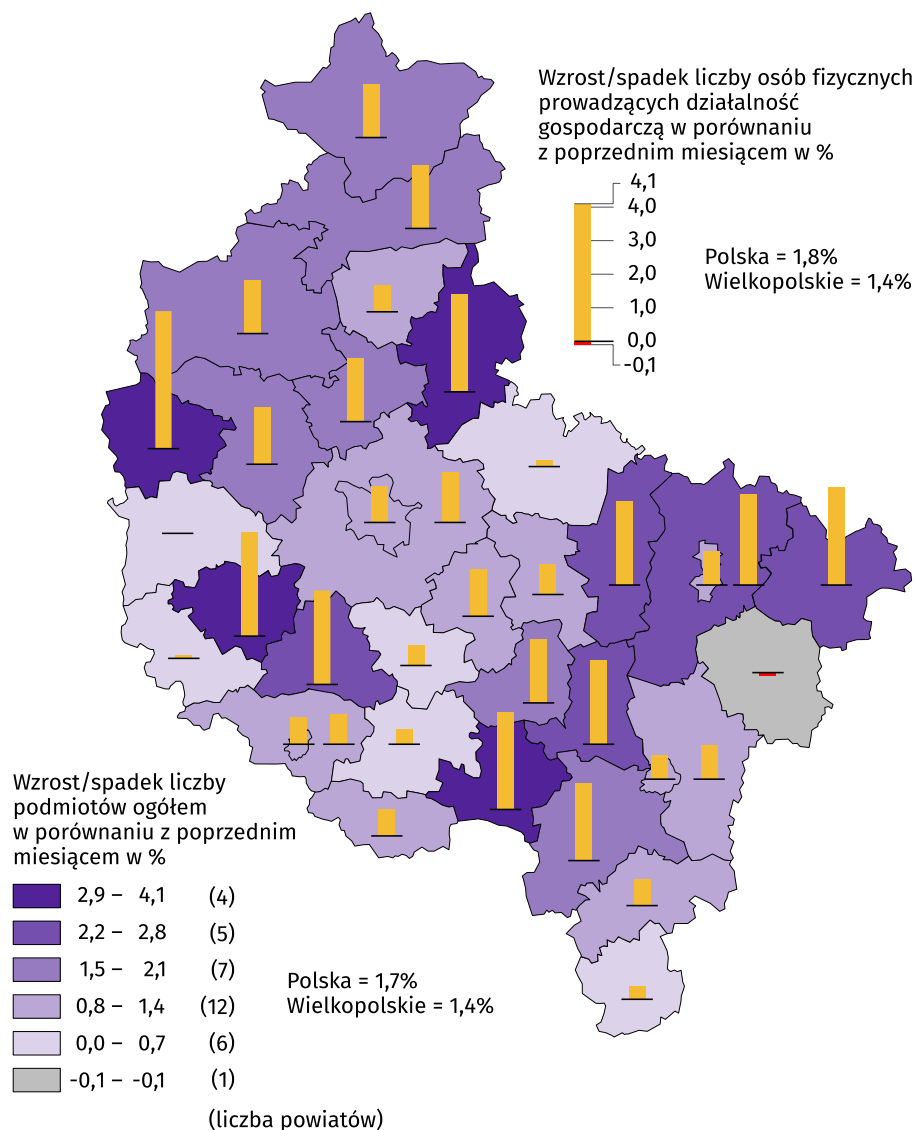 Wzrost/spadek liczby osób fizycznych
prowadzących działalność
gospodarczą w porównaniu
z poprzednim miesiącem w %
4,1
4,0
3,0
2,0
1,0
0,0
-0,1
Polska = 1,8%
Wielkopolskie = 1,4%
Wzrost/spadek liczby
podmiotów ogółem
w porównaniu z poprzednim
miesiącem w %
2,9 – 4,1 (4)
2,2 – 2,8 (5)
1,5 – 2,1 (7)
0,8 – 1,4 (12)
0,0 – 0,7 (6)
-0,1 – -0,1 (1)
(liczba powiatów)
Polska = 1,7%
Wielkopolskie = 1,4%